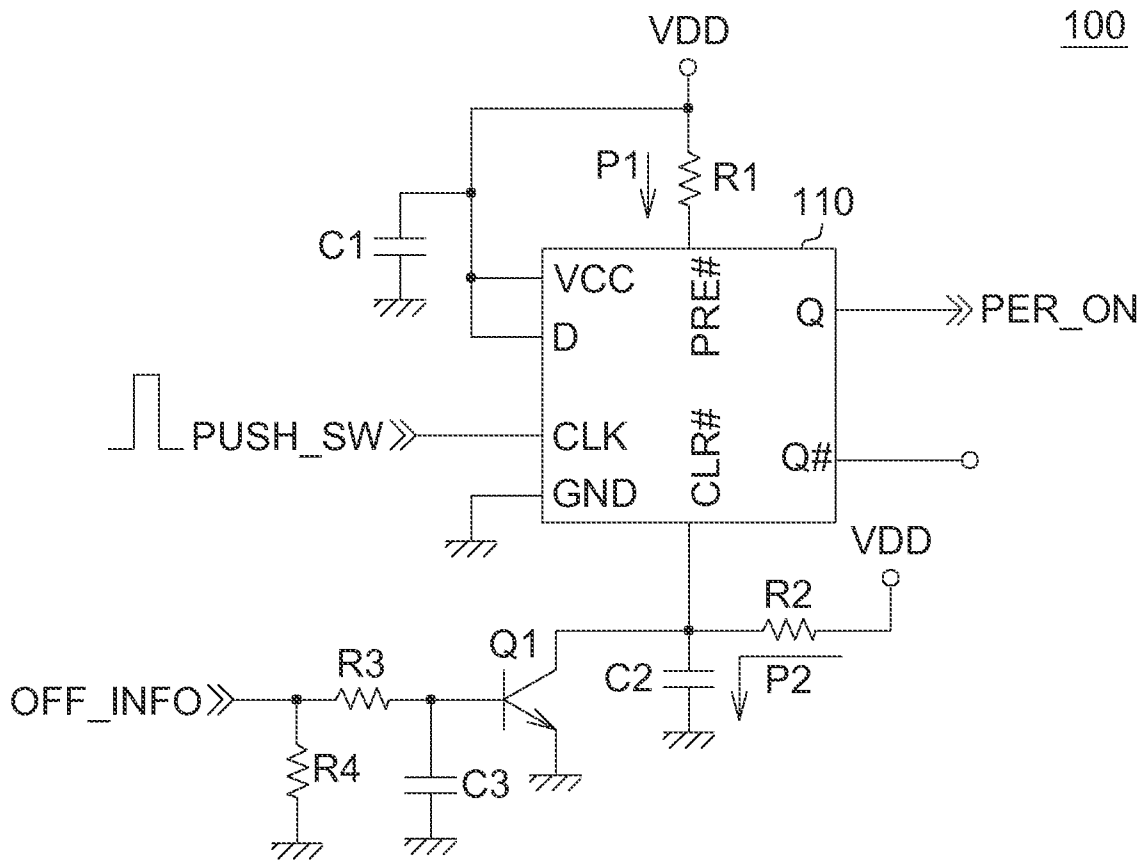 100
VDD
P1
R1
110
C1
VCC
PRE#
Q
PER_ON
D
PUSH_SW
CLK
CLR#
Q#
GND
VDD
R2
Q1
R3
C2
P2
OFF_INFO
R4
C3